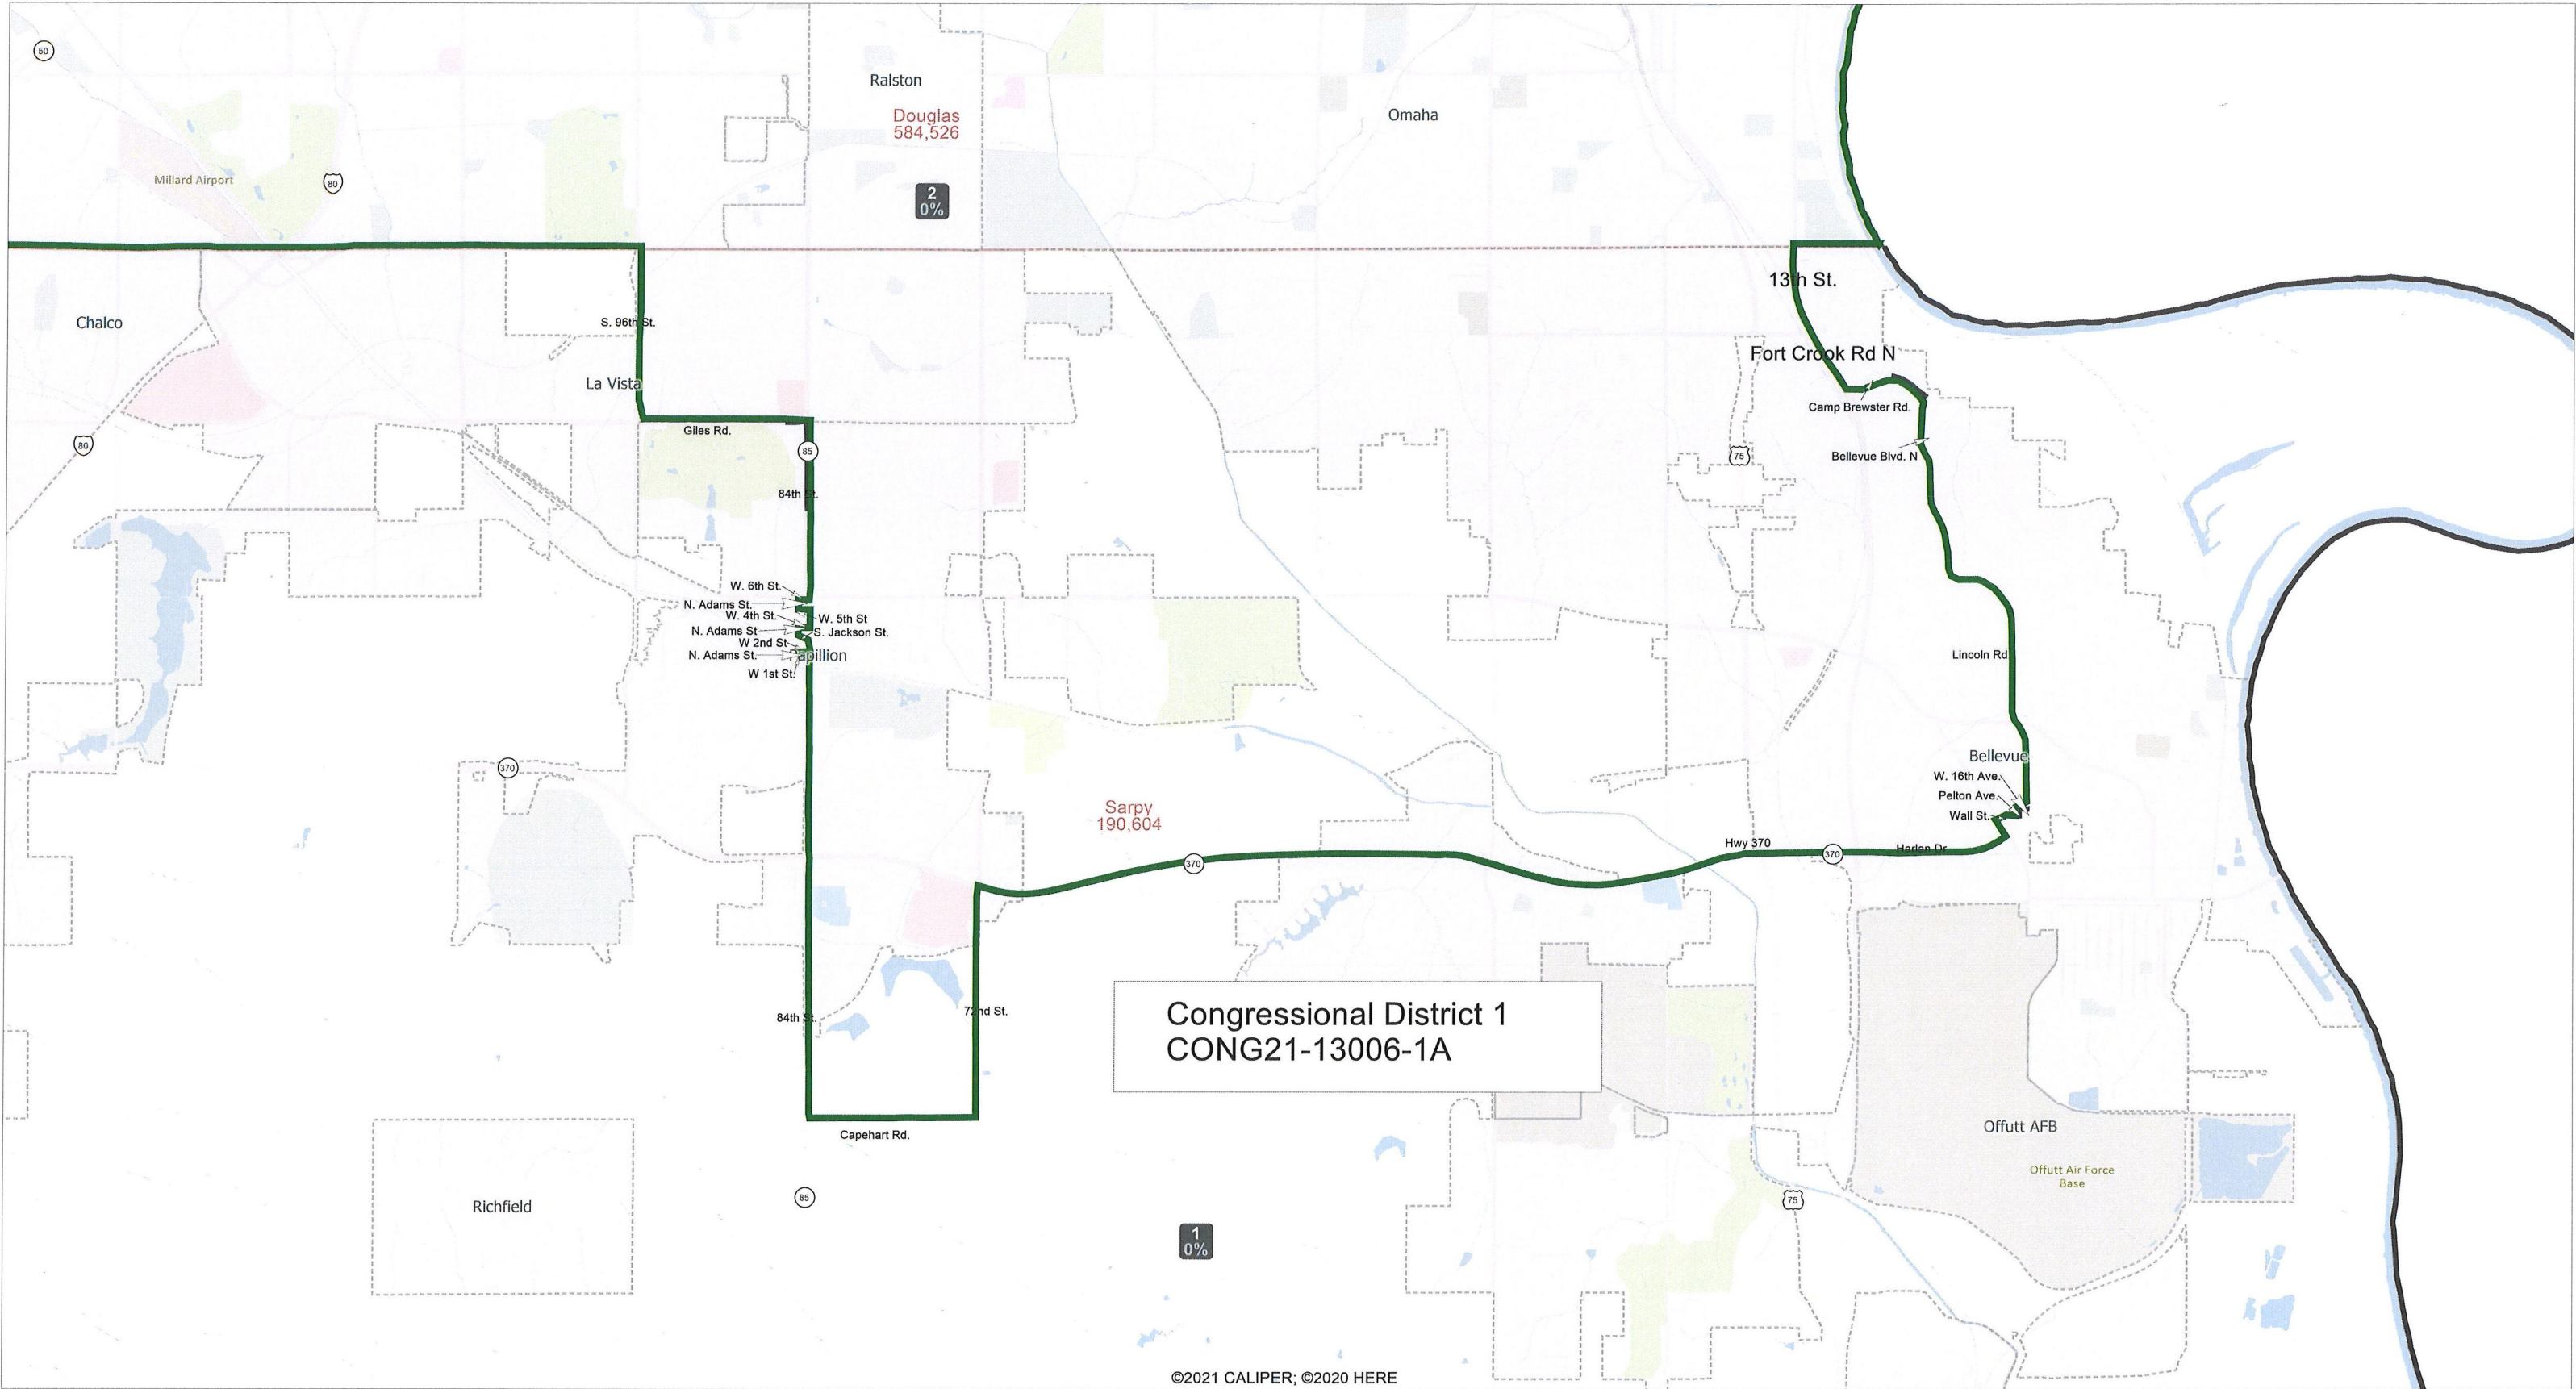 50
Ralston
Douglas
584,526
Omaha
Millard Airport
80
2
0%
13th St.
Chalco
S. 96th St.
Fort Crook Rd N
La Vista
Camp Brewster Rd.
Giles Rd.
80
85
75
Bellevue Blvd. N
84th St.
W. 6th St.
N. Adams St.
W. 4th St.
W. 5th St
N. Adams St
S. Jackson St.
W 2nd St
N. Adams St.
Papillion
W 1st St.
Lincoln Rd
Bellevue
370
W. 16th Ave.
Pelton Ave.
Wall St.
Sarpy
190,604
Hwy 370
370
Harlan Dr
370
84th St.
72nd St.
Congressional District 1
CONG21-13006-1A
Capehart Rd.
Offutt AFB
Offutt Air Force
Base
Richfield
85
75
1
0%
©2021 CALIPER; ©2020 HERE